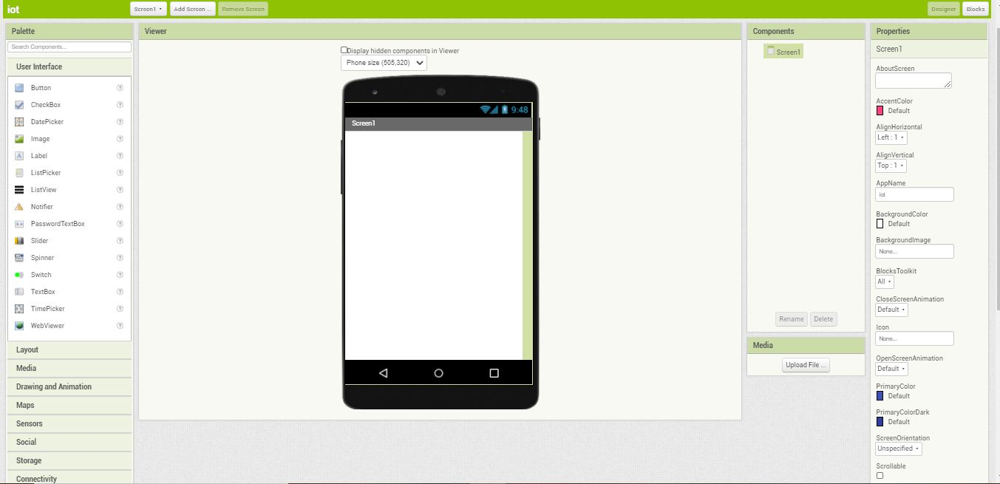 iot
Screen1
Add Screen ...
Remove Screen
Designer
Blocks
Palette
Search Components...
User Interface
Button
CheckBox
DatePicker
Image
Label
ListPicker
ListView
Notifier
PasswordTextBox
Slider
Spinner
Switch
TextBox
TimePicker
WebViewer
Layout
Media
Drawing and Animation
Maps
Sensors
Social
Storage
Connectivity
Viewer
Display hidden components in Viewer
Phone size (505,320)
9:48
Screen1
Components
Screen1
Rename
Delete
Media
Upload File ...
Properties
Screen1
AboutScreen
AccentColor
Default
AlignHorizontal
Left : 1
AlignVertical
Top : 1
AppName
iot
BackgroundColor
Default
BackgroundImage
None...
BlocksToolkit
All
CloseScreenAnimation
Default
Icon
None...
OpenScreenAnimation
Default
PrimaryColor
Default
PrimaryColorDark
Default
ScreenOrientation
Unspecified
Scrollable